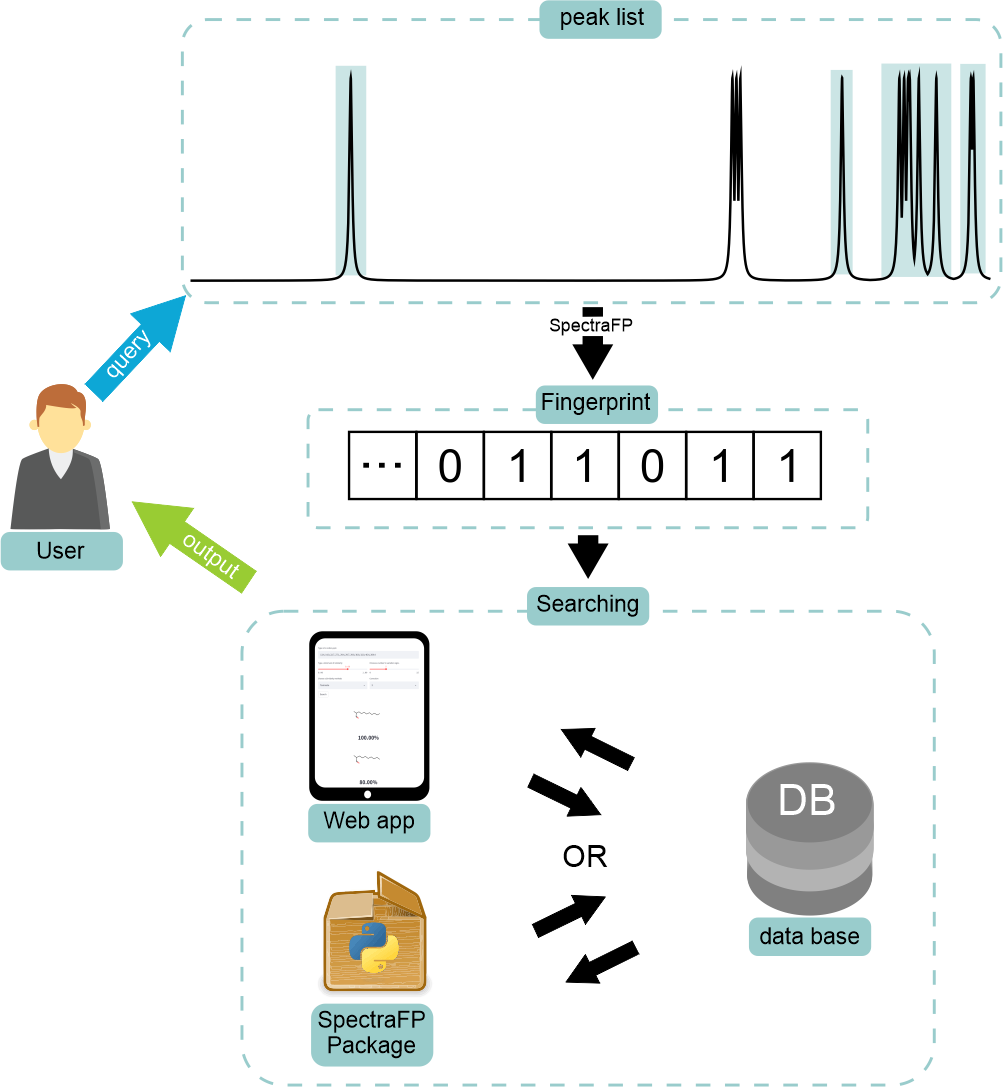 peak list
SpectraFP
query
Fingerprint
... 0 1 1 0 1 1
User
output
Searching
100.00%
80.00%
Web app
OR
DB
data base
SpectraFP
Package